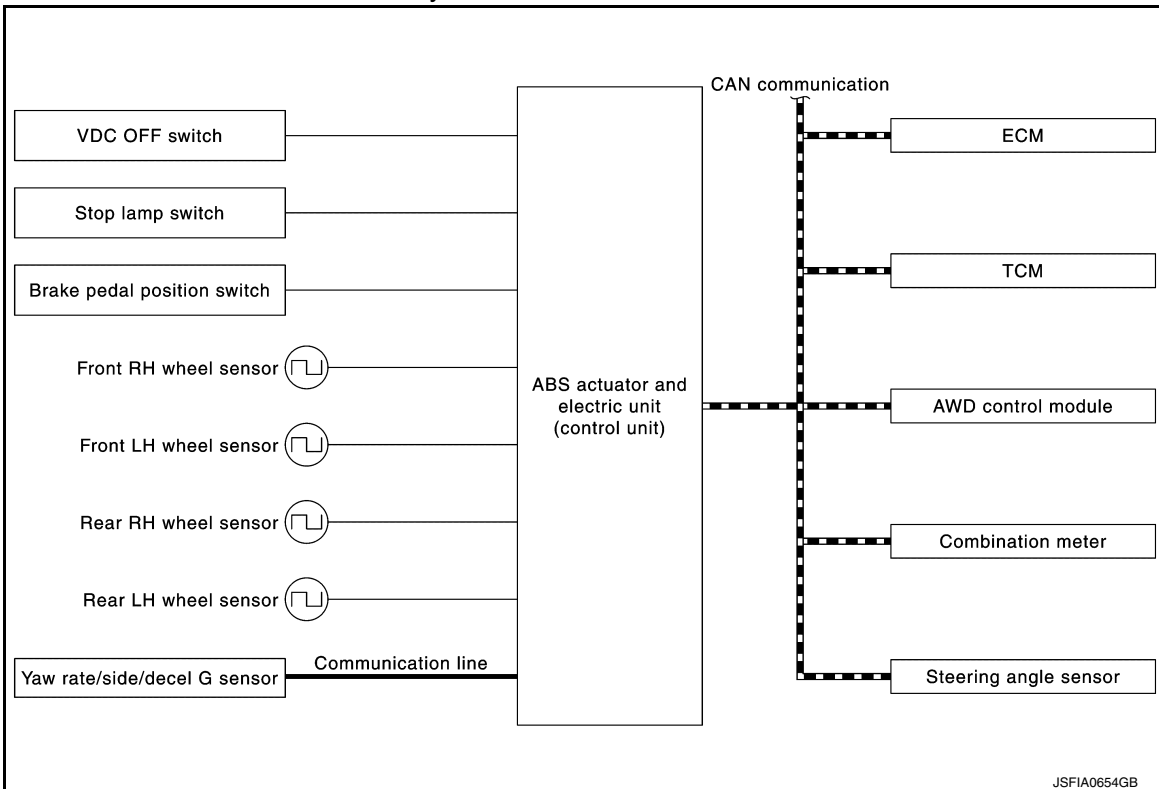 CAN communication
VDC OFF switch
ECM
Stop lamp switch
TCM
Brake pedal position switch
Front RH wheel sensor
ABS actuator and
electric unit
(control unit)
AWD control module
Front LH wheel sensor
Rear RH wheel sensor
Combination meter
Rear LH wheel sensor
Communication line
Yaw rate/side/decel G sensor
Steering angle sensor
JSFIA0654GB